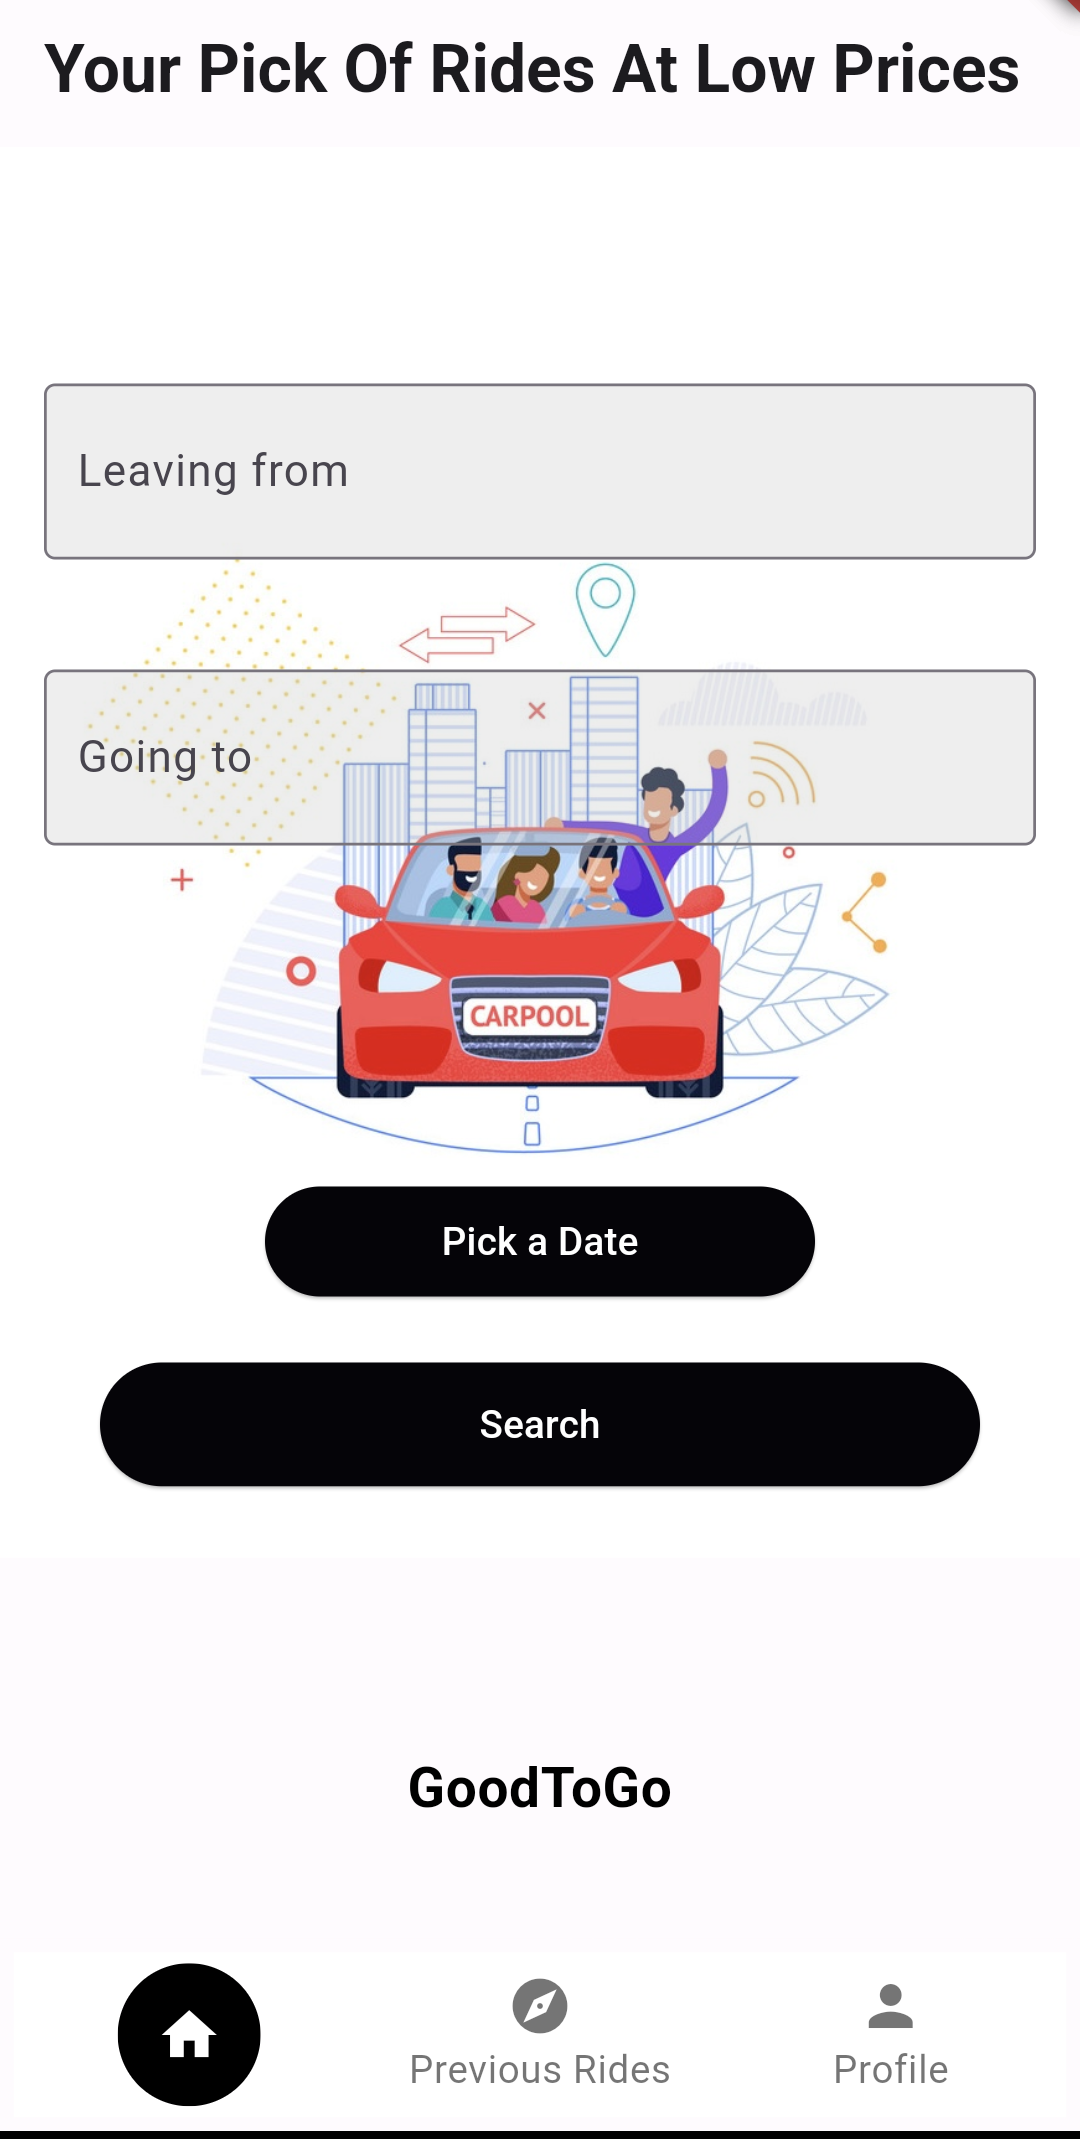 Your Pick Of Rides At Low Prices
Leaving from
Going to
CARPOOL
Pick a Date
Search
GoodToGo
Previous Rides
Profile